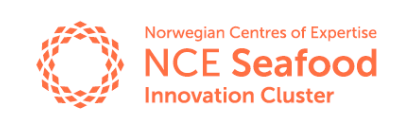 Norwegian Centres of Expertise
NCE Seafood
Innovation Cluster